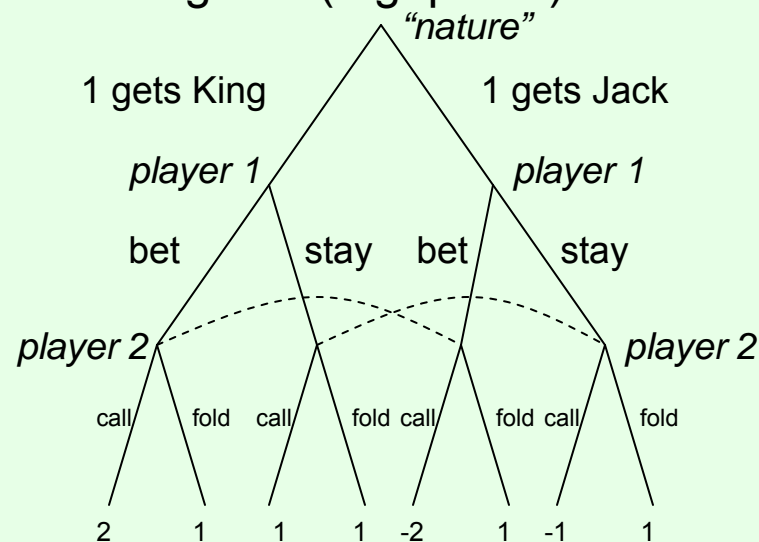 “nature”
1 gets King 1 gets Jack
player 1 player 1
bet stay bet stay
player 2 player 2
call fold call fold call fold call fold
2 1 1 1 -2 1 -1 1